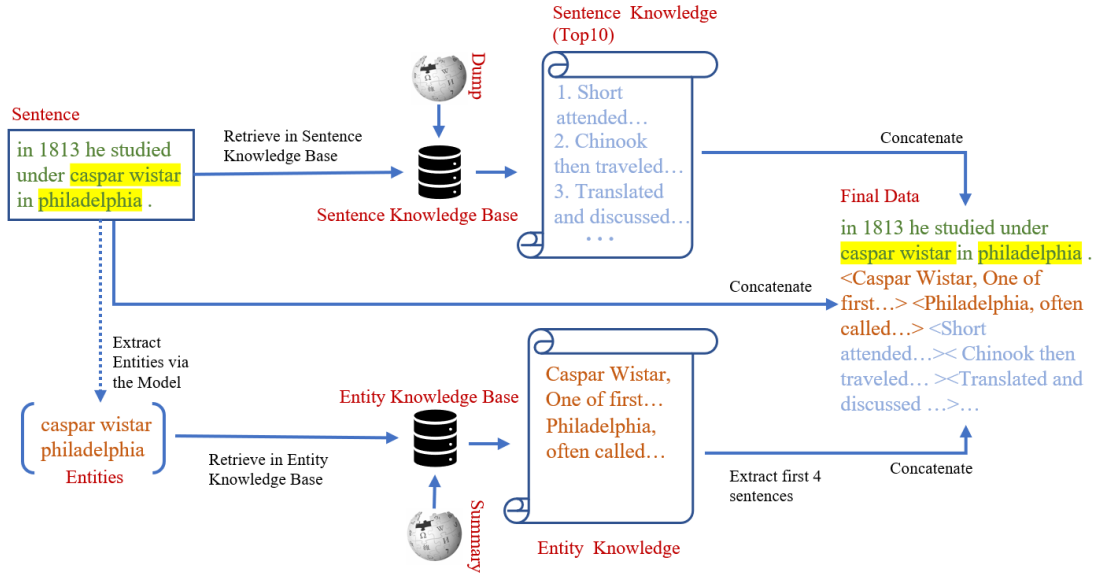 Sentence Knowledge
(Top10)
Dump
1. Short
attended…
2. Chinook
then traveled…
3. Translated
and discussed…
…
Sentence
in 1813 he studied
under caspar wistar
in philadelphia .
Retrieve in Sentence
Knowledge Base
Sentence Knowledge Base
Concatenate
Final Data
in 1813 he studied under
caspar wistar in philadelphia .
<Caspar Wistar, One of
first…> <Philadelphia, often
called…> <Short
attended…>< Chinook then
traveled… ><Translated and
discussed …>…
Concatenate
Extract
Entities via
the Model
caspar wistar
philadelphia
Entities
Retrieve in Entity
Knowledge Base
Entity Knowledge Base
Summary
Caspar Wistar,
One of first…
Philadelphia,
often called…
Entity Knowledge
Extract first 4
sentences
Concatenate